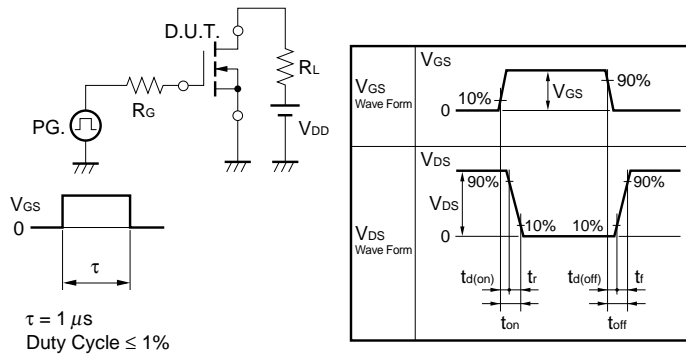 D.U.T.
RL
RG
PG.
VDD
VGS
0
τ
τ = 1 μs
Duty Cycle ≤ 1%
VGS
Wave Form
VGS
10%
0
VGS
90%
VDS
Wave Form
VDS
90%
VDS
0
10%
10%
90%
td(on)
tr
td(off)
tf
ton
toff